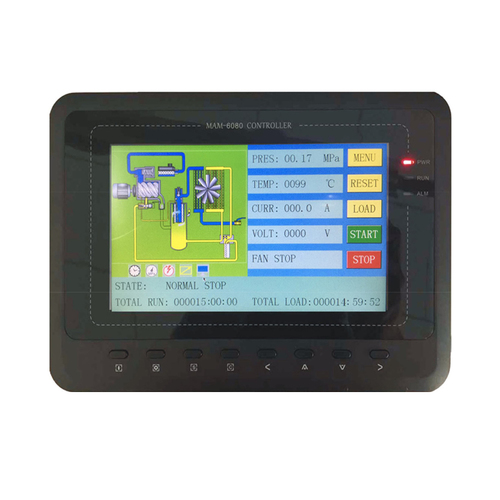 MAM-6080 CONTROLLER
PRES: 00.17 MPa MENU
TEMP: 0099 ℃ RESET
CURR: 000.0 A LOAD
VOLT: 0000 V START
FAN STOP STOP
STATE: NORMAL STOP
TOTAL RUN: 000015:00:00 TOTAL LOAD:000014:59:52
PWR
RUN
ALM